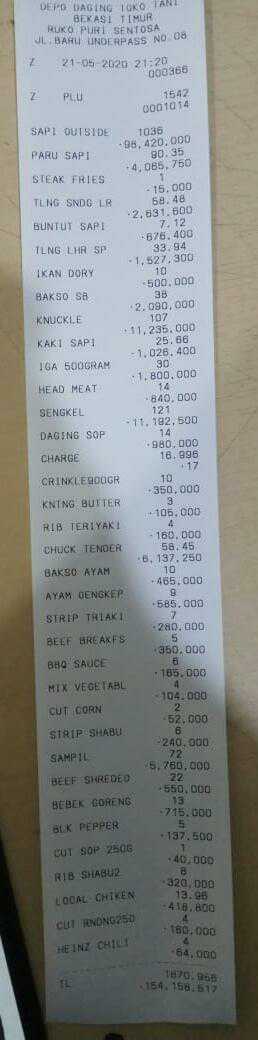 DEPO DAGING TOKO TANI
BEKASI TIMUR
RUKO PURI SENTOSA
JL.BARU UNDERPASS NO.08
Z 21-05-2020 21:20
000366
Z PLU 1542
0001014
SAPI OUTSIDE 1036
·98,420,000
PARU SAPI 90.35
·4,065,750
STEAK FRIES 1
·15,000
TLNG SNDG LR 58.48
·2,631,600
BUNTUT SAPI 7.12
·676,400
TLNG LHR SP 33.94
·1,527,300
IKAN DORY 10
·500,000
BAKSO SB 38
·2,090,000
KNUCKLE 107
·11,235,000
KAKI SAPI 25.66
·1,026,400
IGA 500GRAM 30
·1,800,000
HEAD MEAT 14
·840,000
SENGKEL 121
·11,192,500
DAGING SOP 14
·980,000
CHARGE 16.996
·17
CRINKLE900GR 10
·350,000
KNTNG BUTTER 3
·105,000
RIB TERIYAKI 4
·160,000
CHUCK TENDER 58.45
·6,137,250
BAKSO AYAM 10
·465,000
AYAM OENGKEP 9
·585,000
STRIP TRIAKI 7
·280,000
BEEF BREAKFS 5
·350,000
BBQ SAUCE 6
·165,000
MIX VEGETABL 4
·104,000
CUT CORN 2
·52,000
STRIP SHABU 6
·240,000
SAMPIL 72
·5,760,000
BEEF SHREDED 22
·550,000
BEBEK GORENG 13
·715,000
BLK PEPPER 5
·137,500
CUT SOP 250G 1
·40,000
RIB SHABU2 8
·320,000
LOCAL CHIKEN 13.96
·418,800
CUT RNDNG250 4
·160,000
HEINZ CHILI 4
·64,000
TL 1870.956
·154,158,517